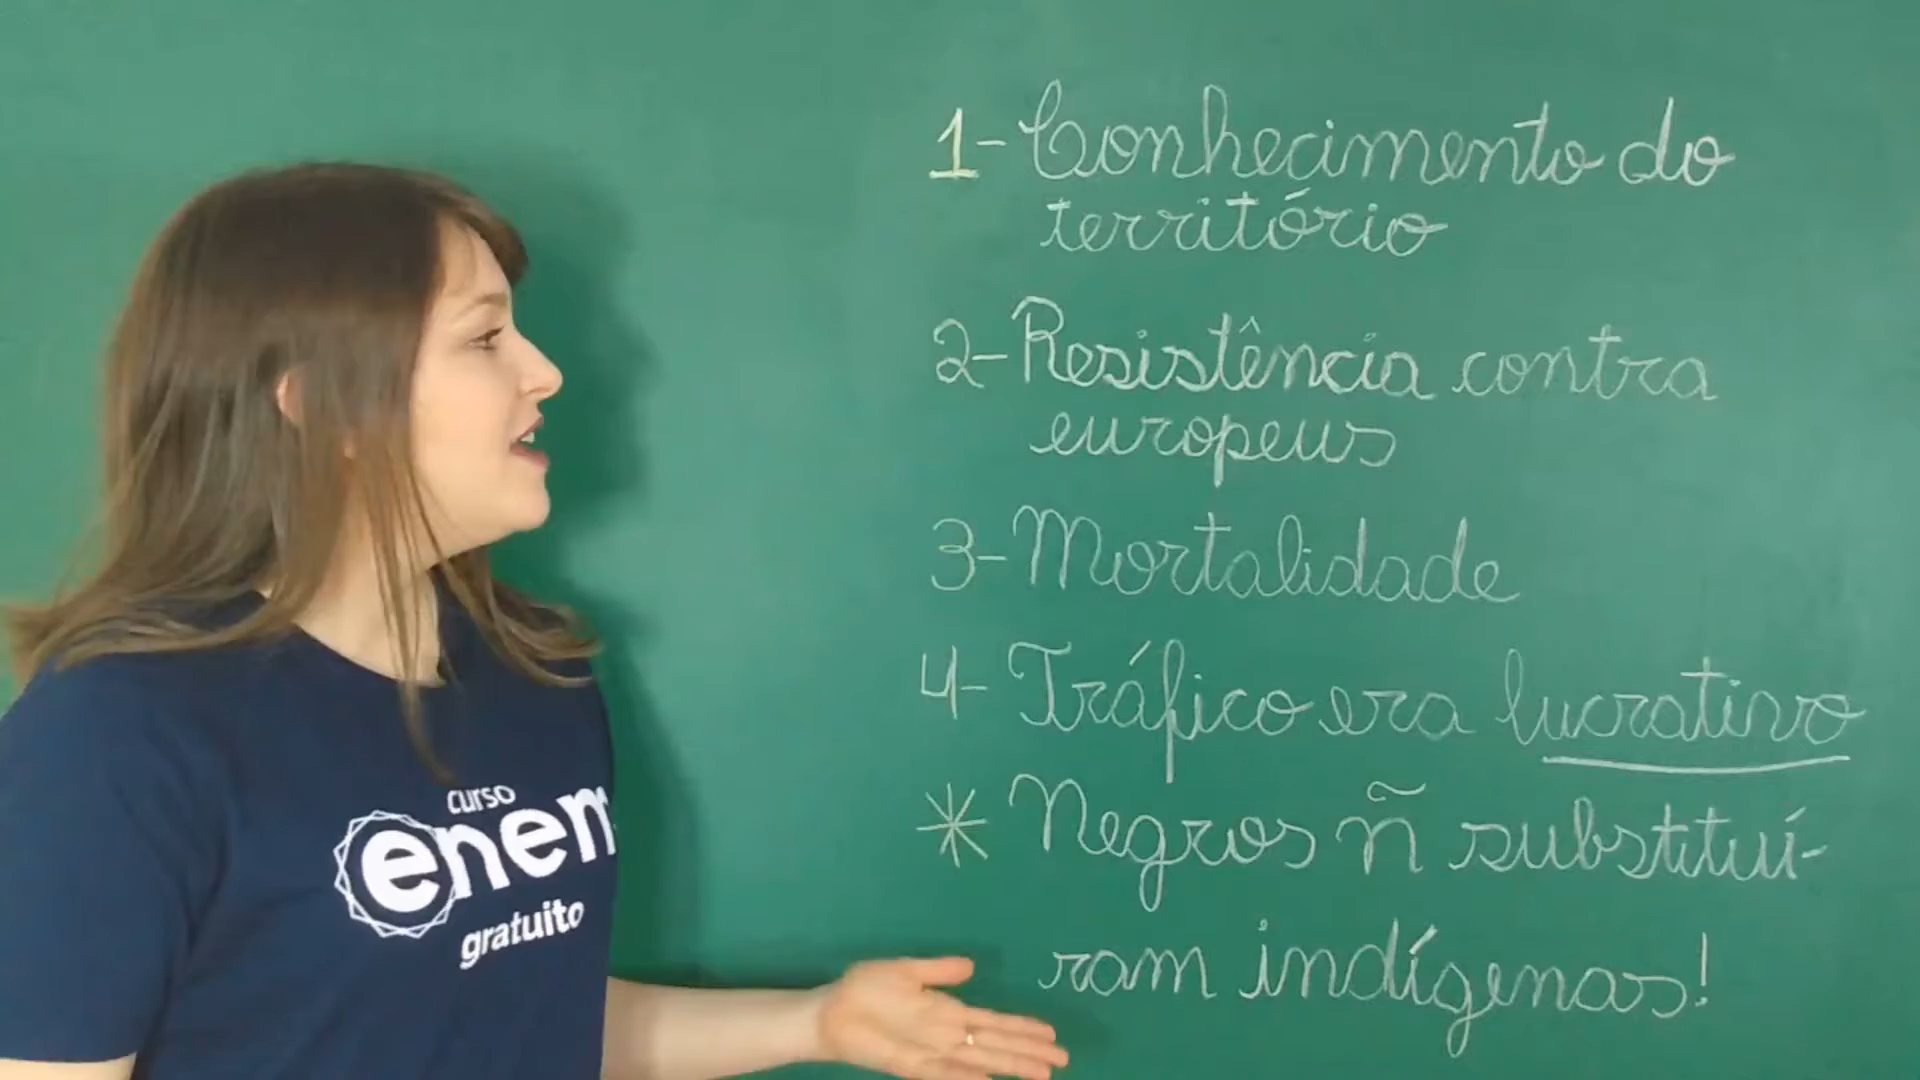 1- Conhecimento do
território
2- Resistência contra
europeus
3- Mortalidade
4- Tráfico era lucrativo
* Negros ñ substituí-
ram indígenas!
curso
enem
gratuito